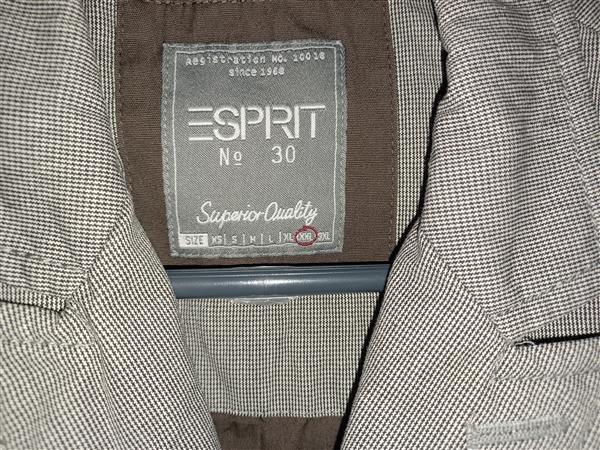 Registration No. 10018
since 1968
ESPRIT
No 30
Superior Quality
SIZE XS | S | M | L | XL | XXL | 3XL